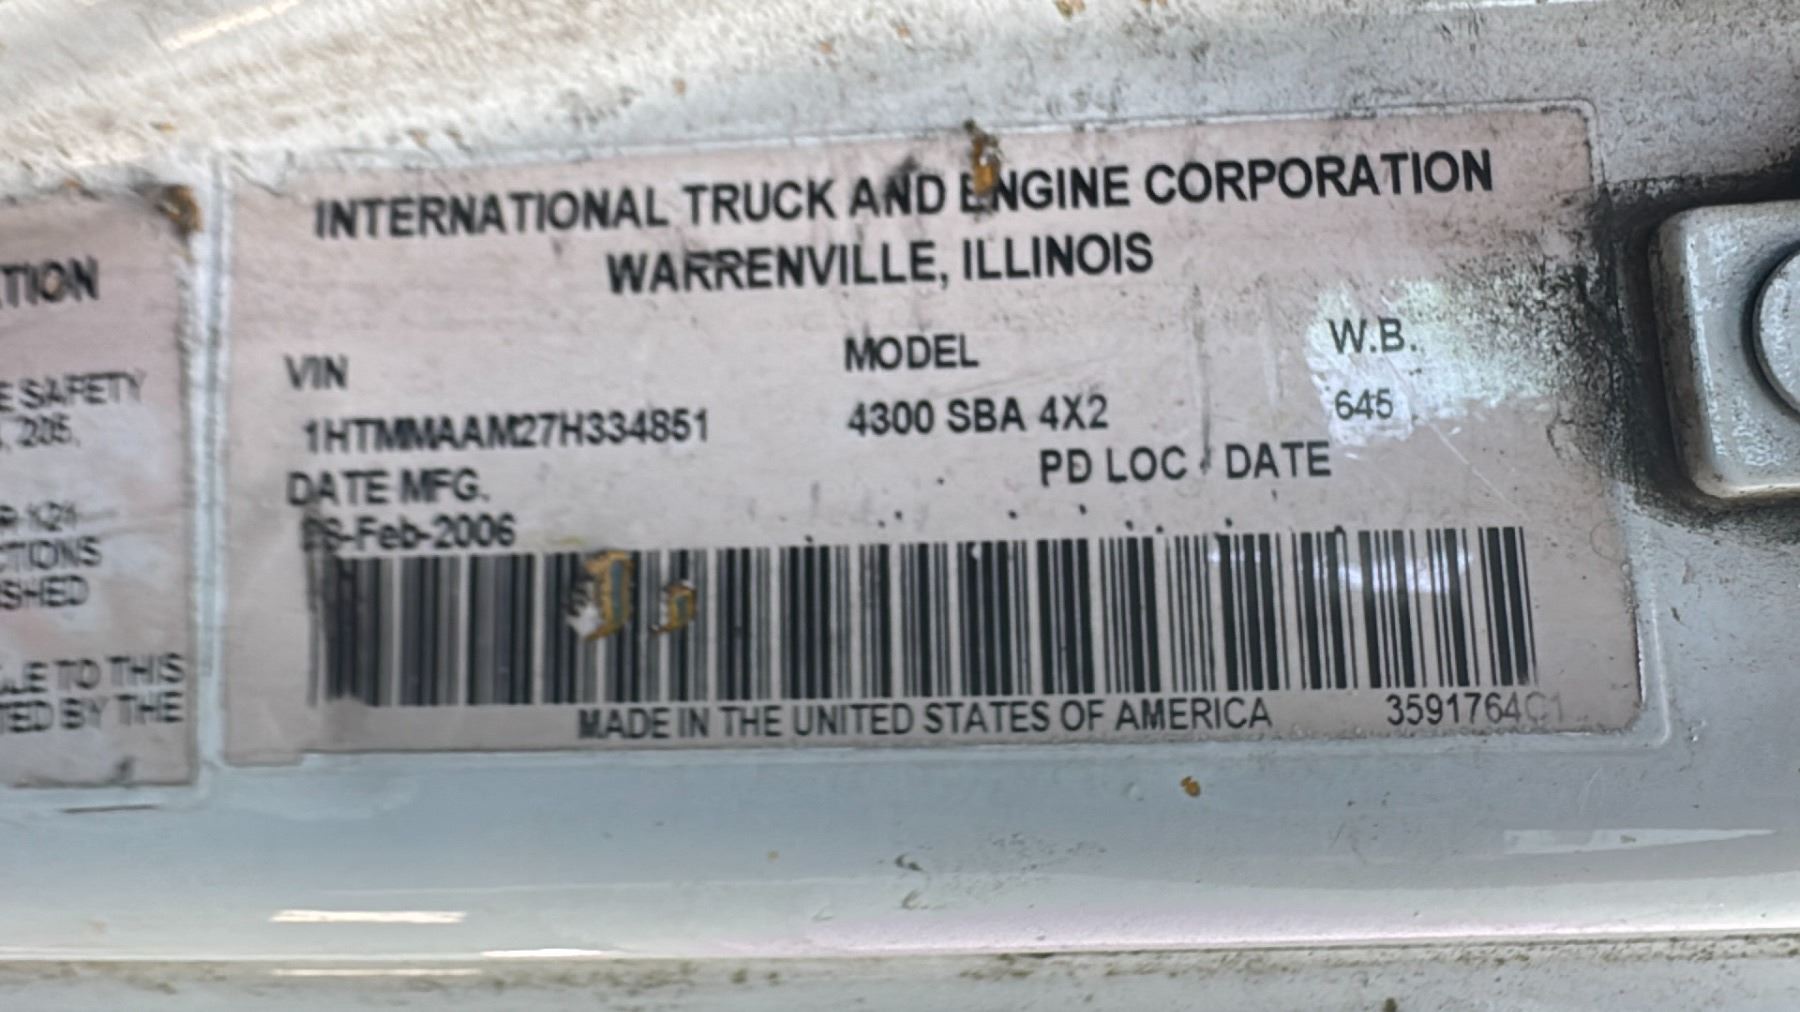 TION
E SAFETY
205,
CTIONS
SHED
LE TO THIS
TED BY THE
INTERNATIONAL TRUCK AND ENGINE CORPORATION
WARRENVILLE, ILLINOIS
VIN MODEL W.B.
1HTMMAAM27H334851 4300 SBA 4X2 645
DATE MFG. PD LOC / DATE
-Feb-2006
MADE IN THE UNITED STATES OF AMERICA 3591764C1